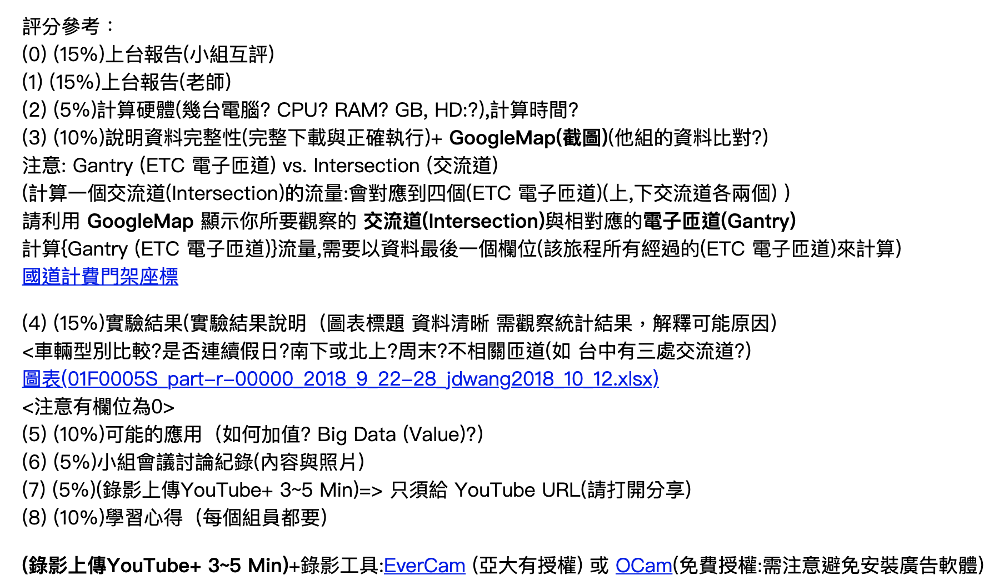 評分參考：
(0) (15%)上台報告(小組互評)
(1) (15%)上台報告(老師)
(2) (5%)計算硬體(幾台電腦? CPU? RAM? GB, HD:?),計算時間?
(3) (10%)說明資料完整性(完整下載與正確執行)+ GoogleMap(截圖)(他組的資料比對?)
注意: Gantry (ETC 電子匝道) vs. Intersection (交流道)
(計算一個交流道(Intersection)的流量:會對應到四個(ETC 電子匝道)(上,下交流道各兩個) )
請利用 GoogleMap 顯示你所要觀察的 交流道(Intersection)與相對應的電子匝道(Gantry)
計算{Gantry (ETC 電子匝道)}流量,需要以資料最後一個欄位(該旅程所有經過的(ETC 電子匝道)來計算)
國道計費門架座標
(4) (15%)實驗結果(實驗結果說明（圖表標題 資料清晰 需觀察統計結果，解釋可能原因）
<車輛型別比較?是否連續假日?南下或北上?周末?不相關匝道(如 台中有三處交流道?)
圖表(01F0005S_part-r-00000_2018_9_22-28_jdwang2018_10_12.xlsx)
<注意有欄位為0>
(5) (10%)可能的應用（如何加值? Big Data (Value)?）
(6) (5%)小組會議討論紀錄(內容與照片)
(7) (5%)(錄影上傳YouTube+ 3~5 Min)=> 只須給 YouTube URL(請打開分享)
(8) (10%)學習心得（每個組員都要）
(錄影上傳YouTube+ 3~5 Min)+錄影工具:EverCam (亞大有授權) 或 OCam(免費授權:需注意避免安裝廣告軟體)